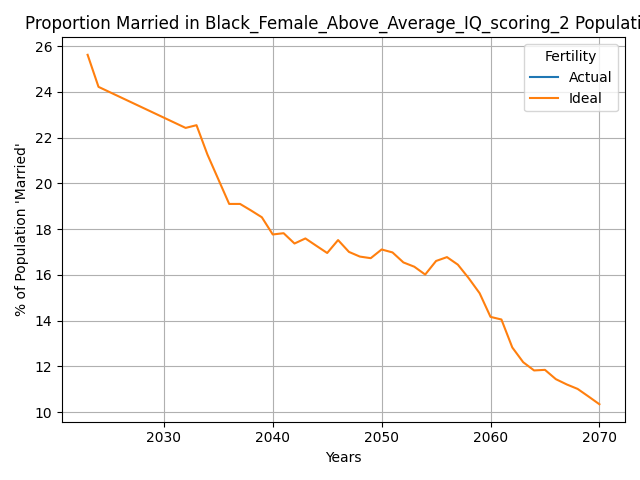 Proportion Married in Black_Female_Above_Average_IQ_scoring_2 Populati
26
24
22
20
18
16
14
12
10
% of Population 'Married'
Fertility
Actual
Ideal
2030 2040 2050 2060 2070
Years